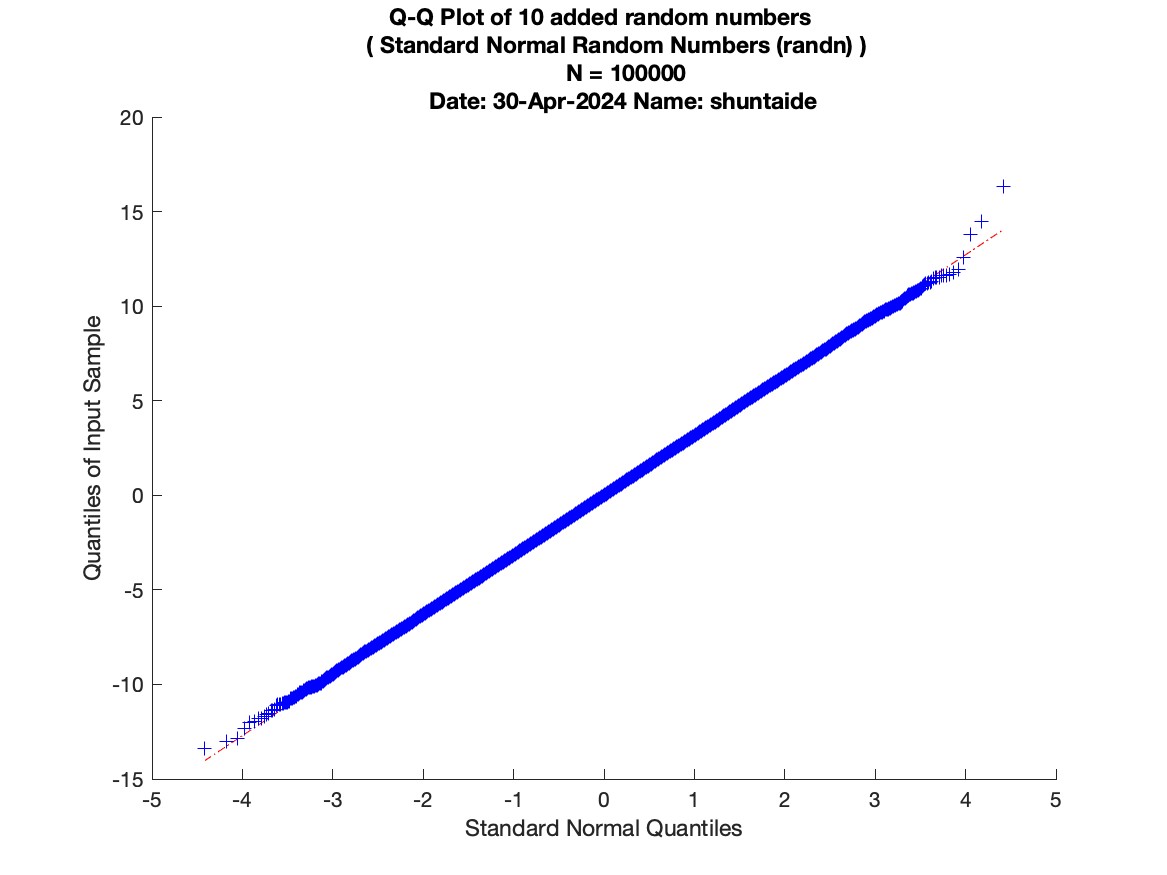 Q-Q Plot of 10 added random numbers
( Standard Normal Random Numbers (randn) )
N = 100000
Date: 30-Apr-2024 Name: shuntaide
20
15
10
5
0
-5
-10
-15
Quantiles of Input Sample
-5 -4 -3 -2 -1 0 1 2 3 4 5
Standard Normal Quantiles